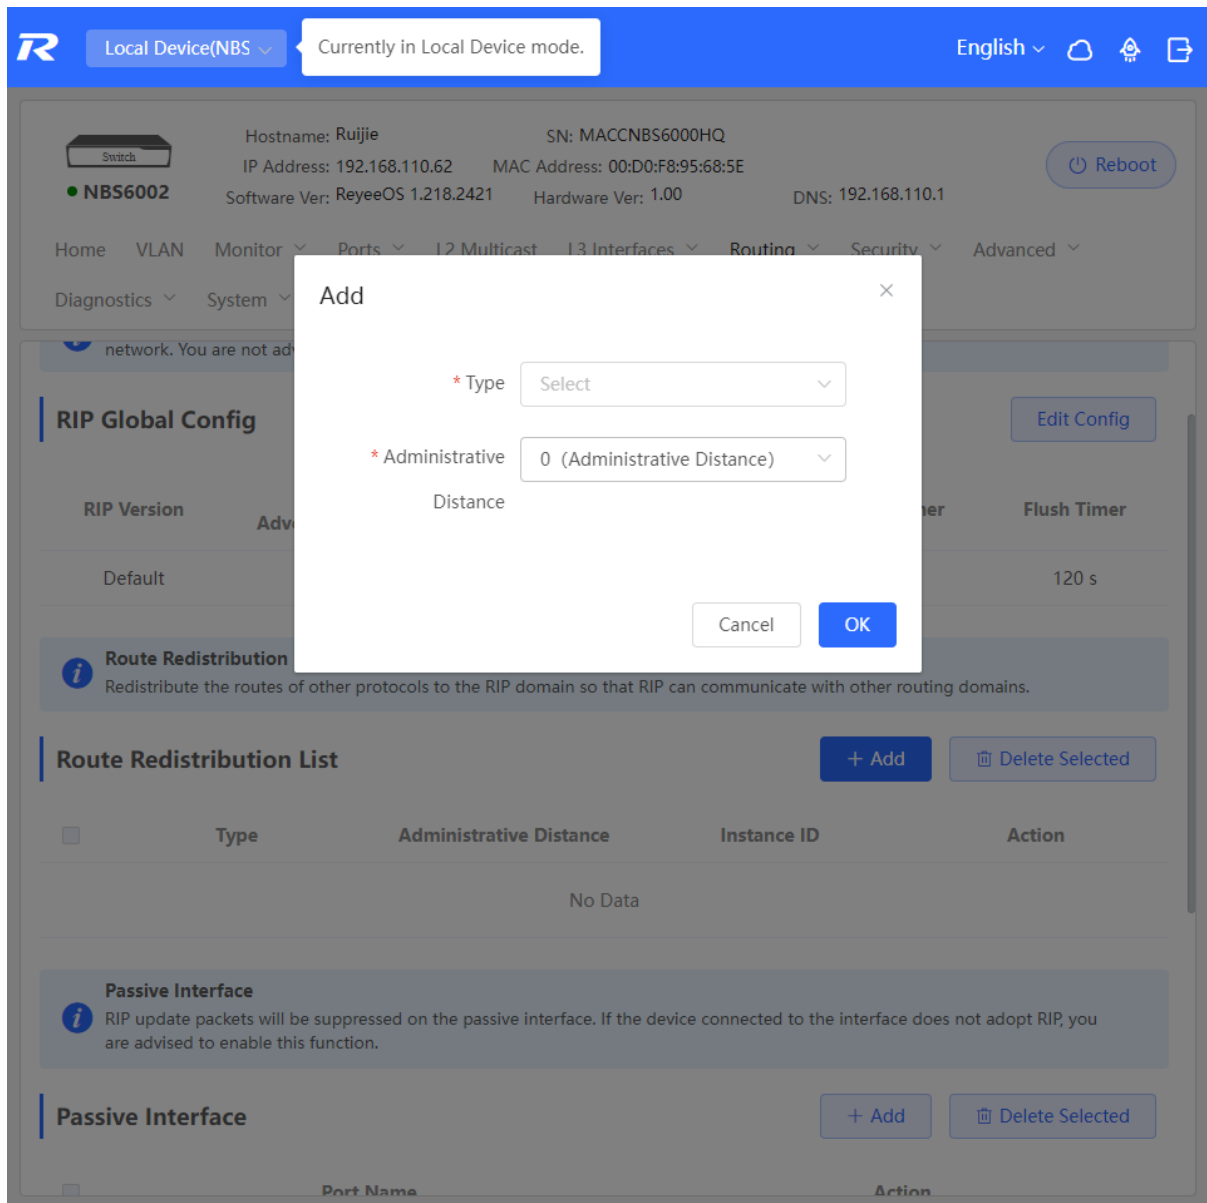 Local Device(NBS
Currently in Local Device mode.
English
Switch
NBS6002
Hostname: Ruijie
SN: MACCNBS6000HQ
IP Address: 192.168.110.62
MAC Address: 00:D0:F8:95:68:5E
Software Ver: ReyeeOS 1.218.2421
Hardware Ver: 1.00
DNS: 192.168.110.1
Reboot
Home VLAN Monitor Ports L2 Multicast L3 Interfaces Routing Security Advanced
Diagnostics System
Add
* Type Select
* Administrative Distance 0 (Administrative Distance)
Cancel OK
network. You are not adv
RIP Global Config
Edit Config
RIP Version Adve er Flush Timer
Default 120 s
Route Redistribution
Redistribute the routes of other protocols to the RIP domain so that RIP can communicate with other routing domains.
Route Redistribution List
+ Add Delete Selected
Type Administrative Distance Instance ID Action
No Data
Passive Interface
RIP update packets will be suppressed on the passive interface. If the device connected to the interface does not adopt RIP, you
are advised to enable this function.
Passive Interface
+ Add Delete Selected
Port Name Action